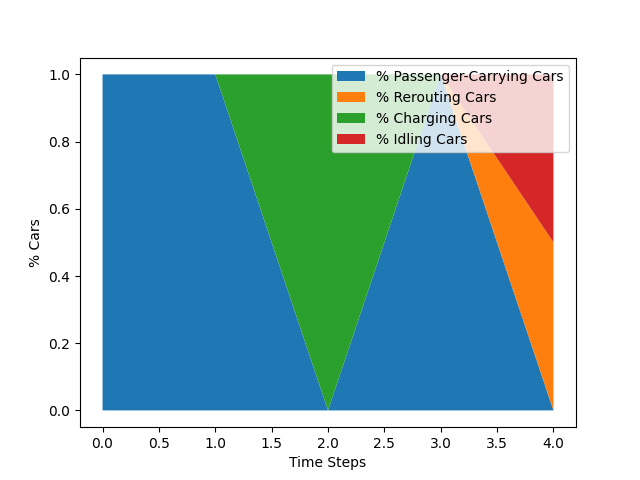 % Passenger-Carrying Cars
% Rerouting Cars
% Charging Cars
% Idling Cars
1.0
0.8
0.6
0.4
0.2
0.0
% Cars
0.0 0.5 1.0 1.5 2.0 2.5 3.0 3.5 4.0
Time Steps